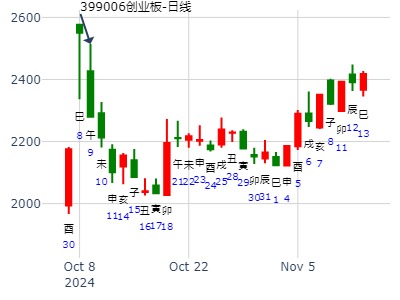 399006创业板-日线
2600
2400
2200
2000
酉
30
巳
8
午
9
未
10
申
11
亥
14
子
15
丑
16
寅
17
卯
18
午
21
未
22
申
23
酉
24
戌
25
丑
28
寅
29
卯
30
辰
31
巳
1
申
4
酉
5
戌
6
亥
7
子
8
卯
11
辰
12
巳
13
Oct 8
2024
Oct 22
Nov 5